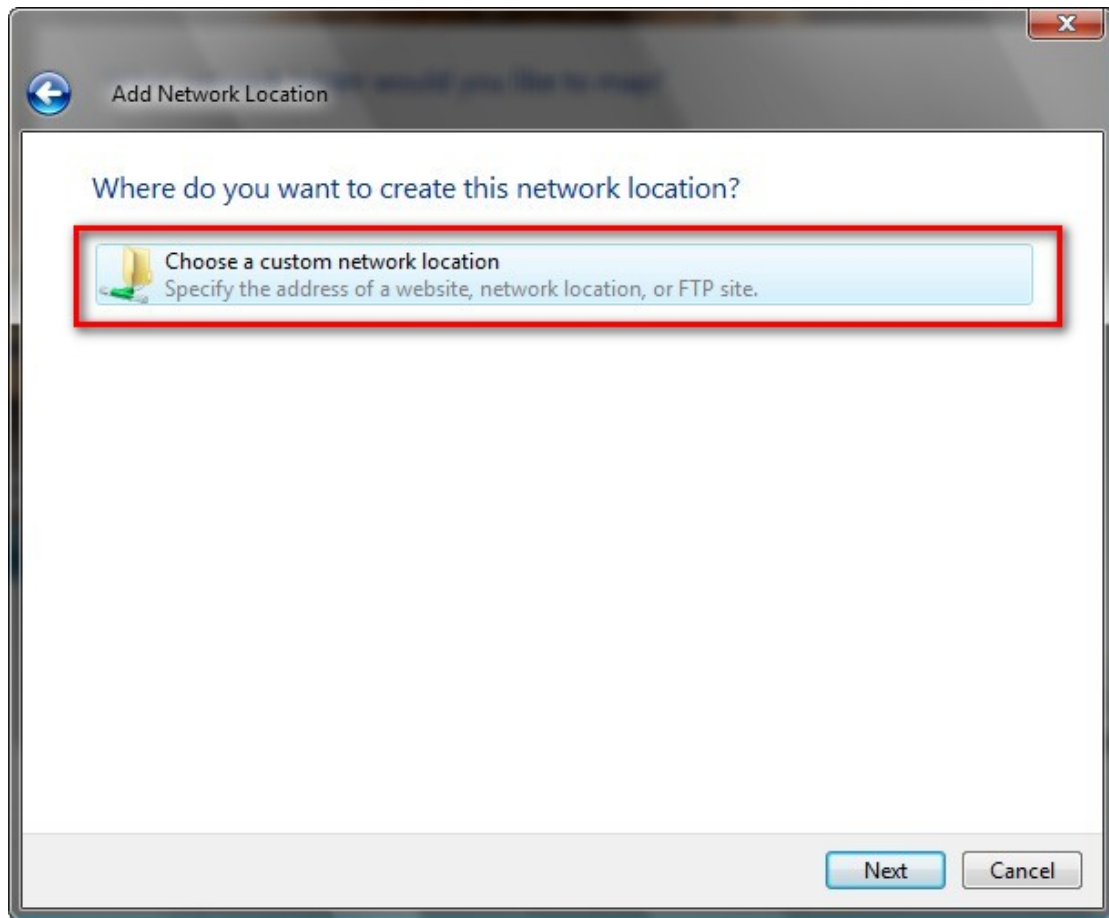 Add Network Location
Where do you want to create this network location?
Choose a custom network location
Specify the address of a website, network location, or FTP site.
Next
Cancel